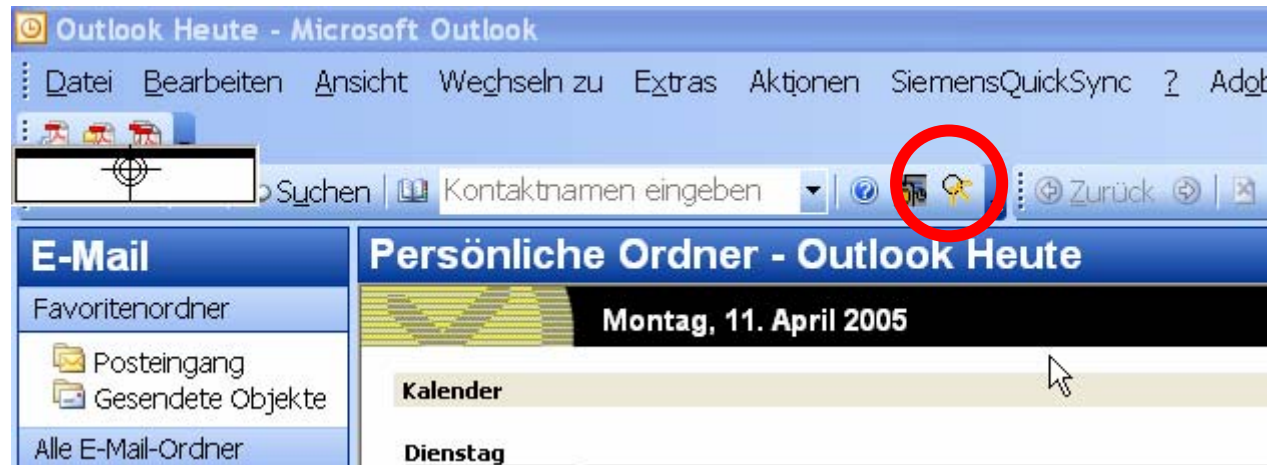 Outlook Heute - Microsoft Outlook
Datei Bearbeiten Ansicht Wechseln zu Extras Aktionen SiemensQuickSync ? Adob
Suchen Kontaktnamen eingeben Zurück
E-Mail
Persönliche Ordner - Outlook Heute
Favoritenordner
Montag, 11. April 2005
Posteingang
Gesendete Objekte
Kalender
Alle E-Mail-Ordner
Dienstag